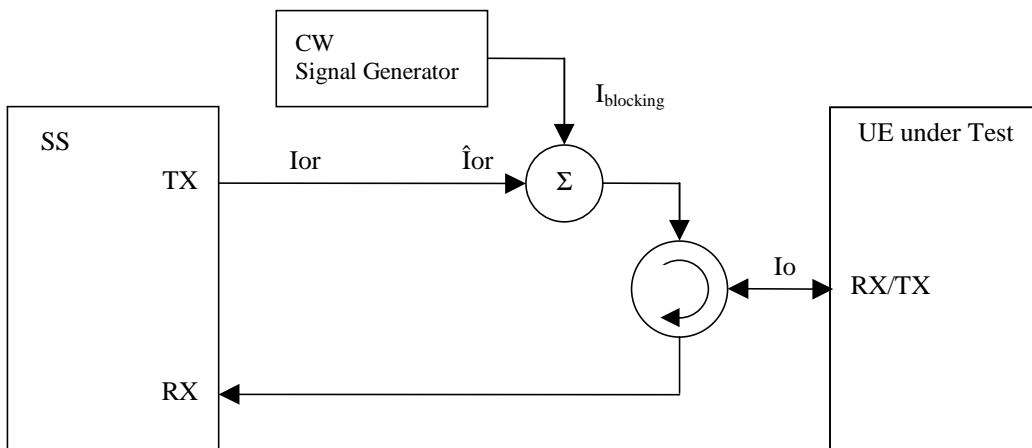 CW
Signal Generator
I_blocking
SS
UE under Test
TX
Ior
Îor
Σ
Io
RX/TX
RX